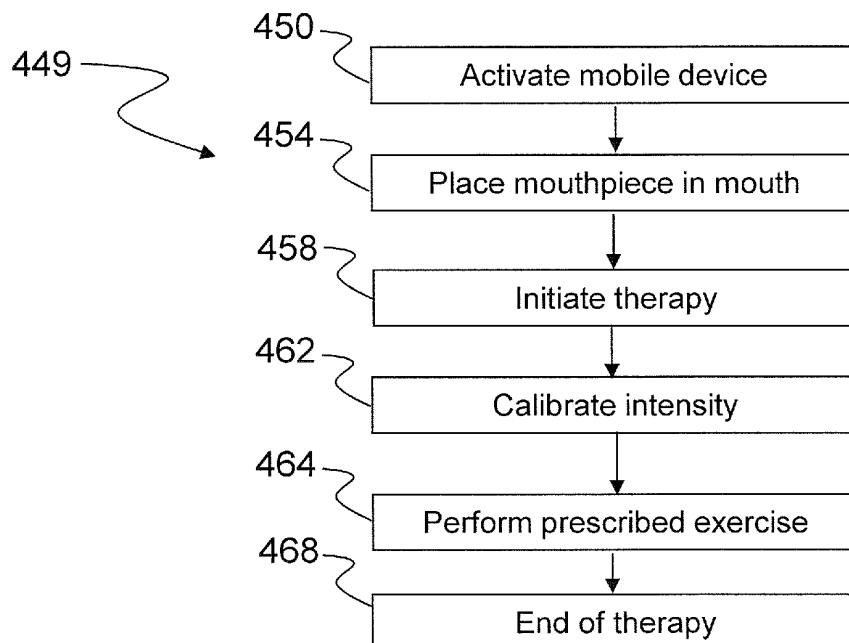 450
Activate mobile device
449
454
Place mouthpiece in mouth
458
Initiate therapy
462
Calibrate intensity
464
Perform prescribed exercise
468
End of therapy